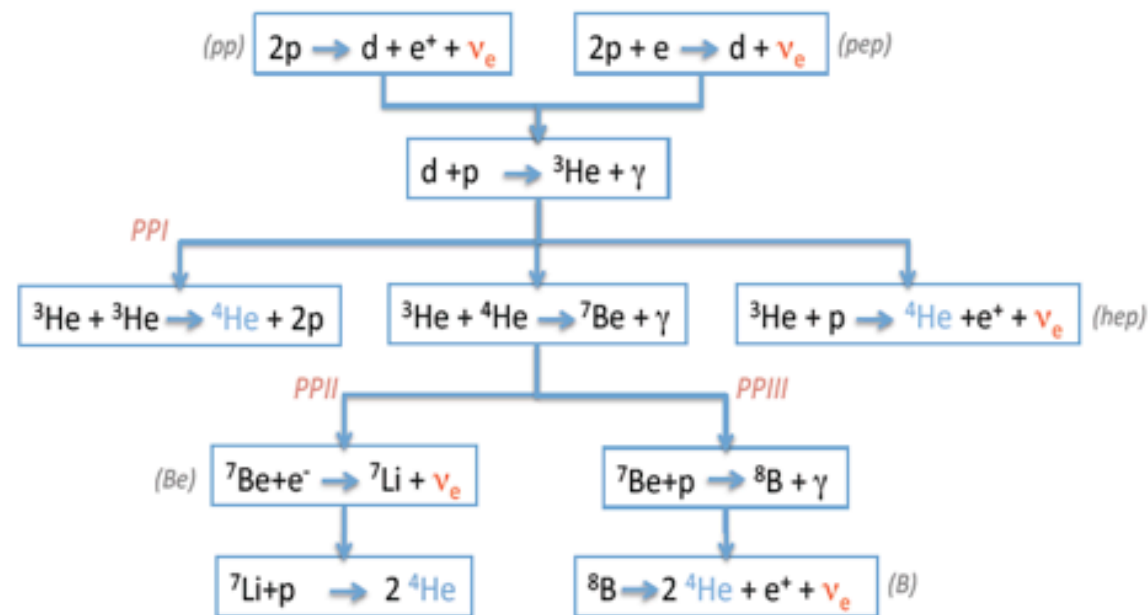 (pp) 2p → d + e⁺ + νₑ 2p + e → d + νₑ (pep)
d +p → ³He + γ
PPI
³He + ³He → ⁴He + 2p ³He + ⁴He → ⁷Be + γ ³He + p → ⁴He +e⁺ + νₑ (hep)
PPII PPIII
(Be) ⁷Be+e⁻ → ⁷Li + νₑ ⁷Be+p → ⁸B + γ
⁷Li+p → 2 ⁴He ⁸B → 2 ⁴He + e⁺ + νₑ (B)